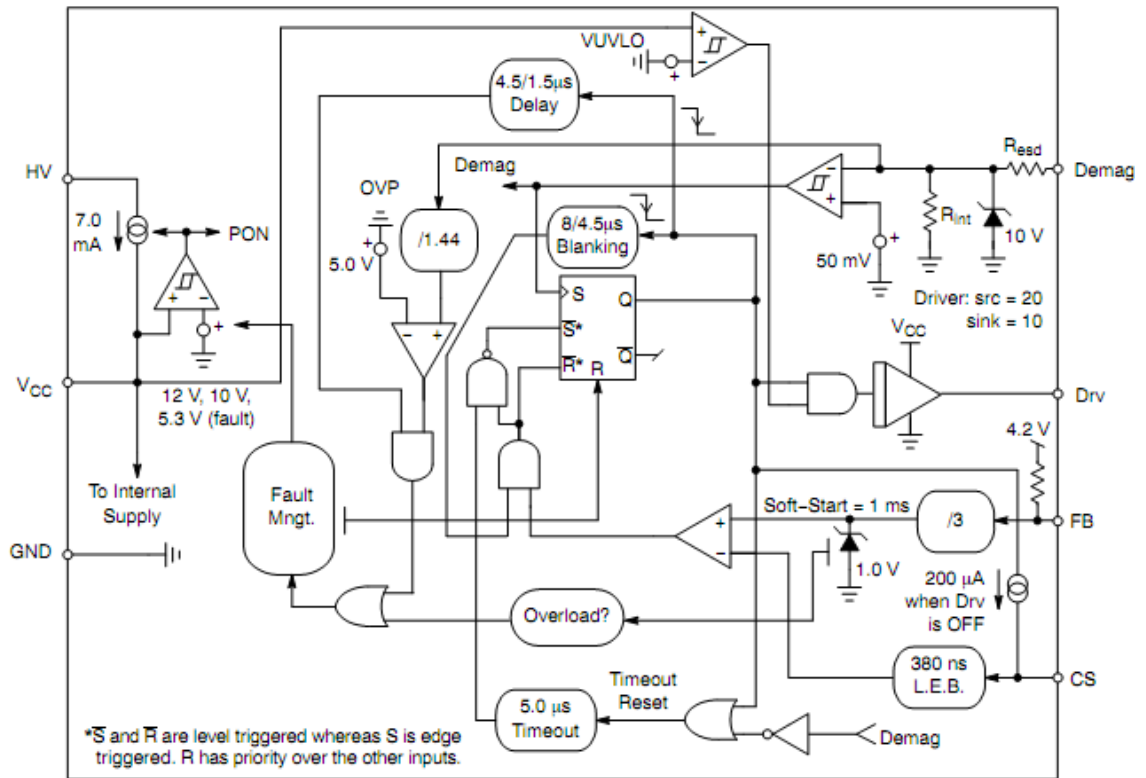 VUVLO
+
−
+
4.5/1.5μs
Delay
Resd
Demag
HV
Demag
−
+
OVP
7.0
mA
PON
+
5.0 V
/1.44
8/4.5μs
Blanking
Rint
10 V
+
50 mV
+
−
+
S
Q
Driver: src = 20
sink = 10
−
+
S*
R*
R
Q
VCC
VCC
12 V, 10 V,
5.3 V (fault)
Drv
4.2 V
To Internal
Supply
Fault
Mngt.
Soft−Start = 1 ms
+
−
/3
FB
GND
1.0 V
200 μA
when Drv
is OFF
Overload?
380 ns
L.E.B.
CS
Timeout
Reset
5.0 μs
Timeout
Demag
*S and R are level triggered whereas S is edge
triggered. R has priority over the other inputs.